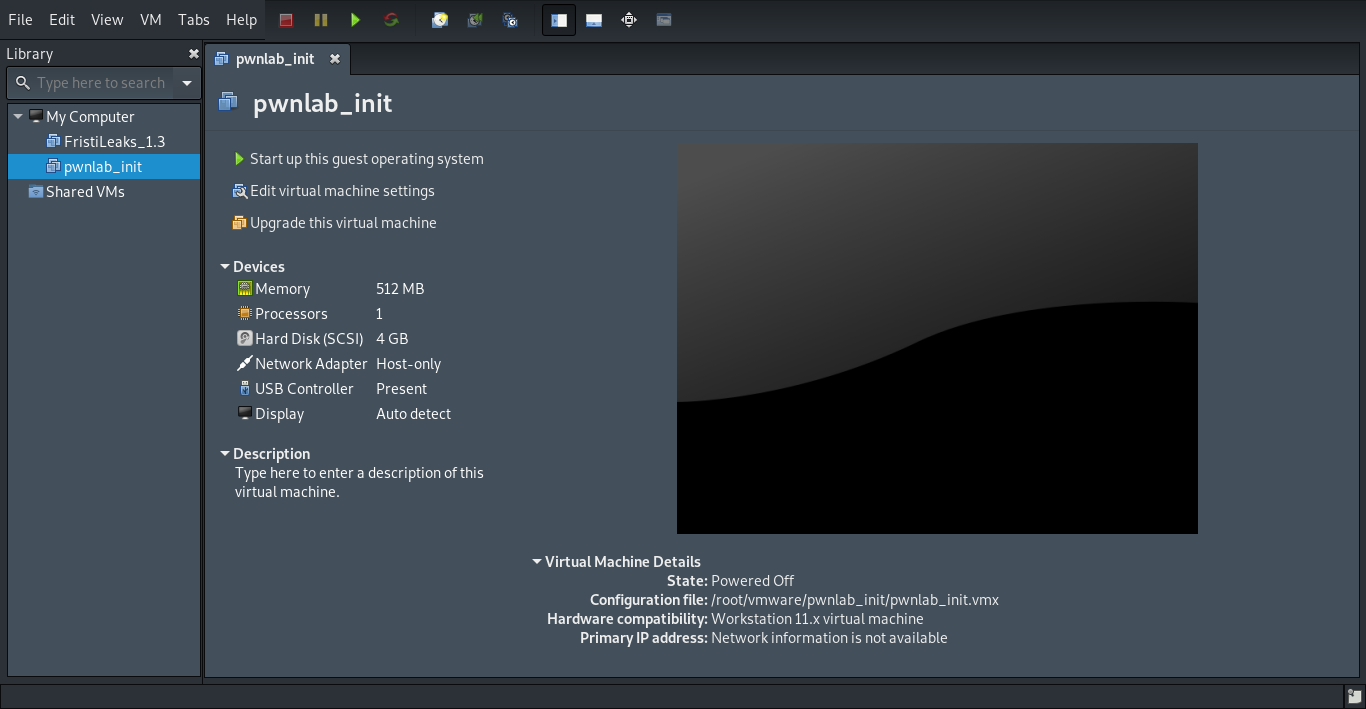 File Edit View VM Tabs Help
Library
pwnlab_init
Type here to search
My Computer
FristiLeaks_1.3
pwnlab_init
Shared VMs
pwnlab_init
Start up this guest operating system
Edit virtual machine settings
Upgrade this virtual machine
Devices
Memory 512 MB
Processors 1
Hard Disk (SCSI) 4 GB
Network Adapter Host-only
USB Controller Present
Display Auto detect
Description
Type here to enter a description of this
virtual machine.
Virtual Machine Details
State: Powered Off
Configuration file: /root/vmware/pwnlab_init/pwnlab_init.vmx
Hardware compatibility: Workstation 11.x virtual machine
Primary IP address: Network information is not available